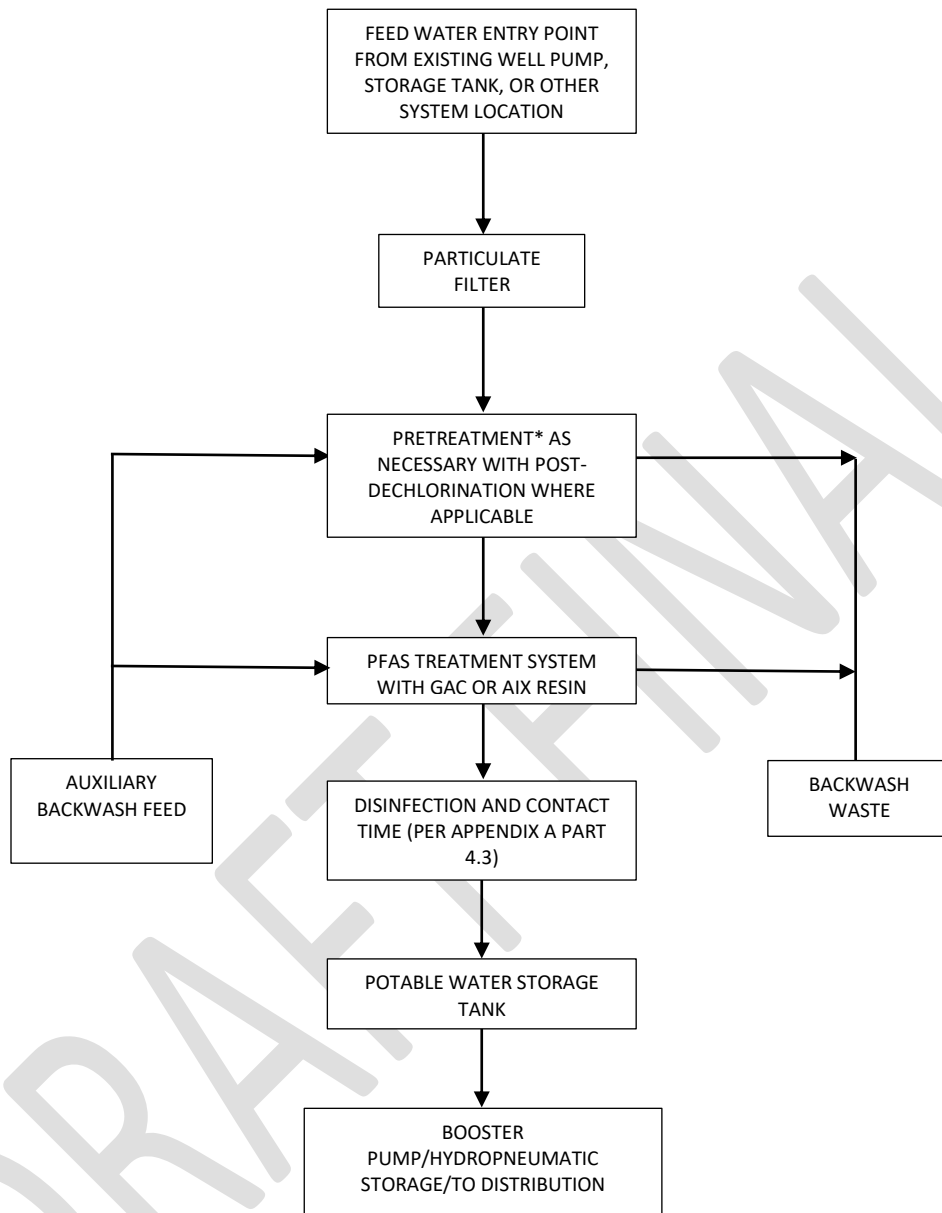 FEED WATER ENTRY POINT
FROM EXISTING WELL PUMP,
STORAGE TANK, OR OTHER
SYSTEM LOCATION
PARTICULATE
FILTER
PRETREATMENT* AS
NECESSARY WITH POST-
DECHLORINATION WHERE
APPLICABLE
PFAS TREATMENT SYSTEM
WITH GAC OR AIX RESIN
AUXILIARY
BACKWASH FEED
DISINFECTION AND CONTACT
TIME (PER APPENDIX A PART
4.3)
BACKWASH
WASTE
POTABLE WATER STORAGE
TANK
BOOSTER
PUMP/HYDROPNEUMATIC
STORAGE/TO DISTRIBUTION
DRAFT FINAL